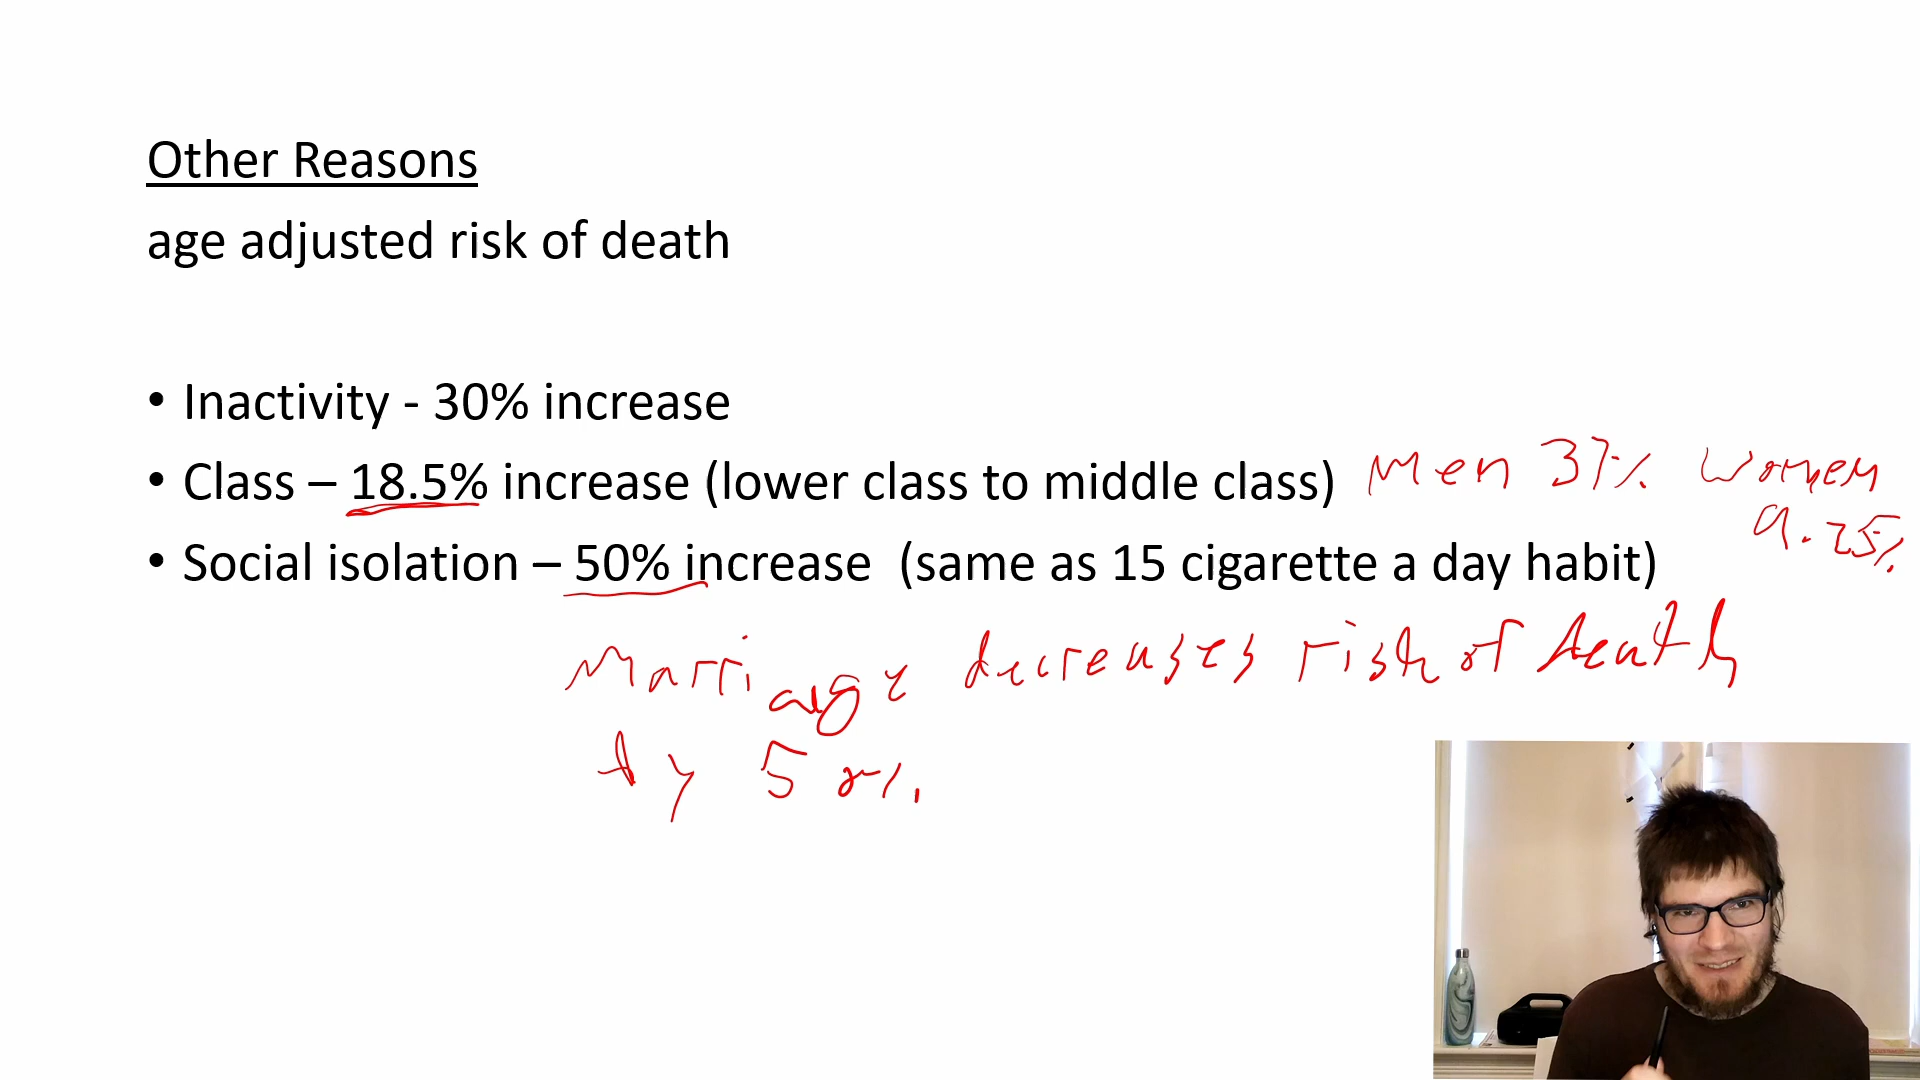 Other Reasons
age adjusted risk of death
• Inactivity - 30% increase
• Class – 18.5% increase (lower class to middle class) Men 37% Women
9.25%
• Social isolation – 50% increase (same as 15 cigarette a day habit)
Marriage decreases risk of death
by 50%